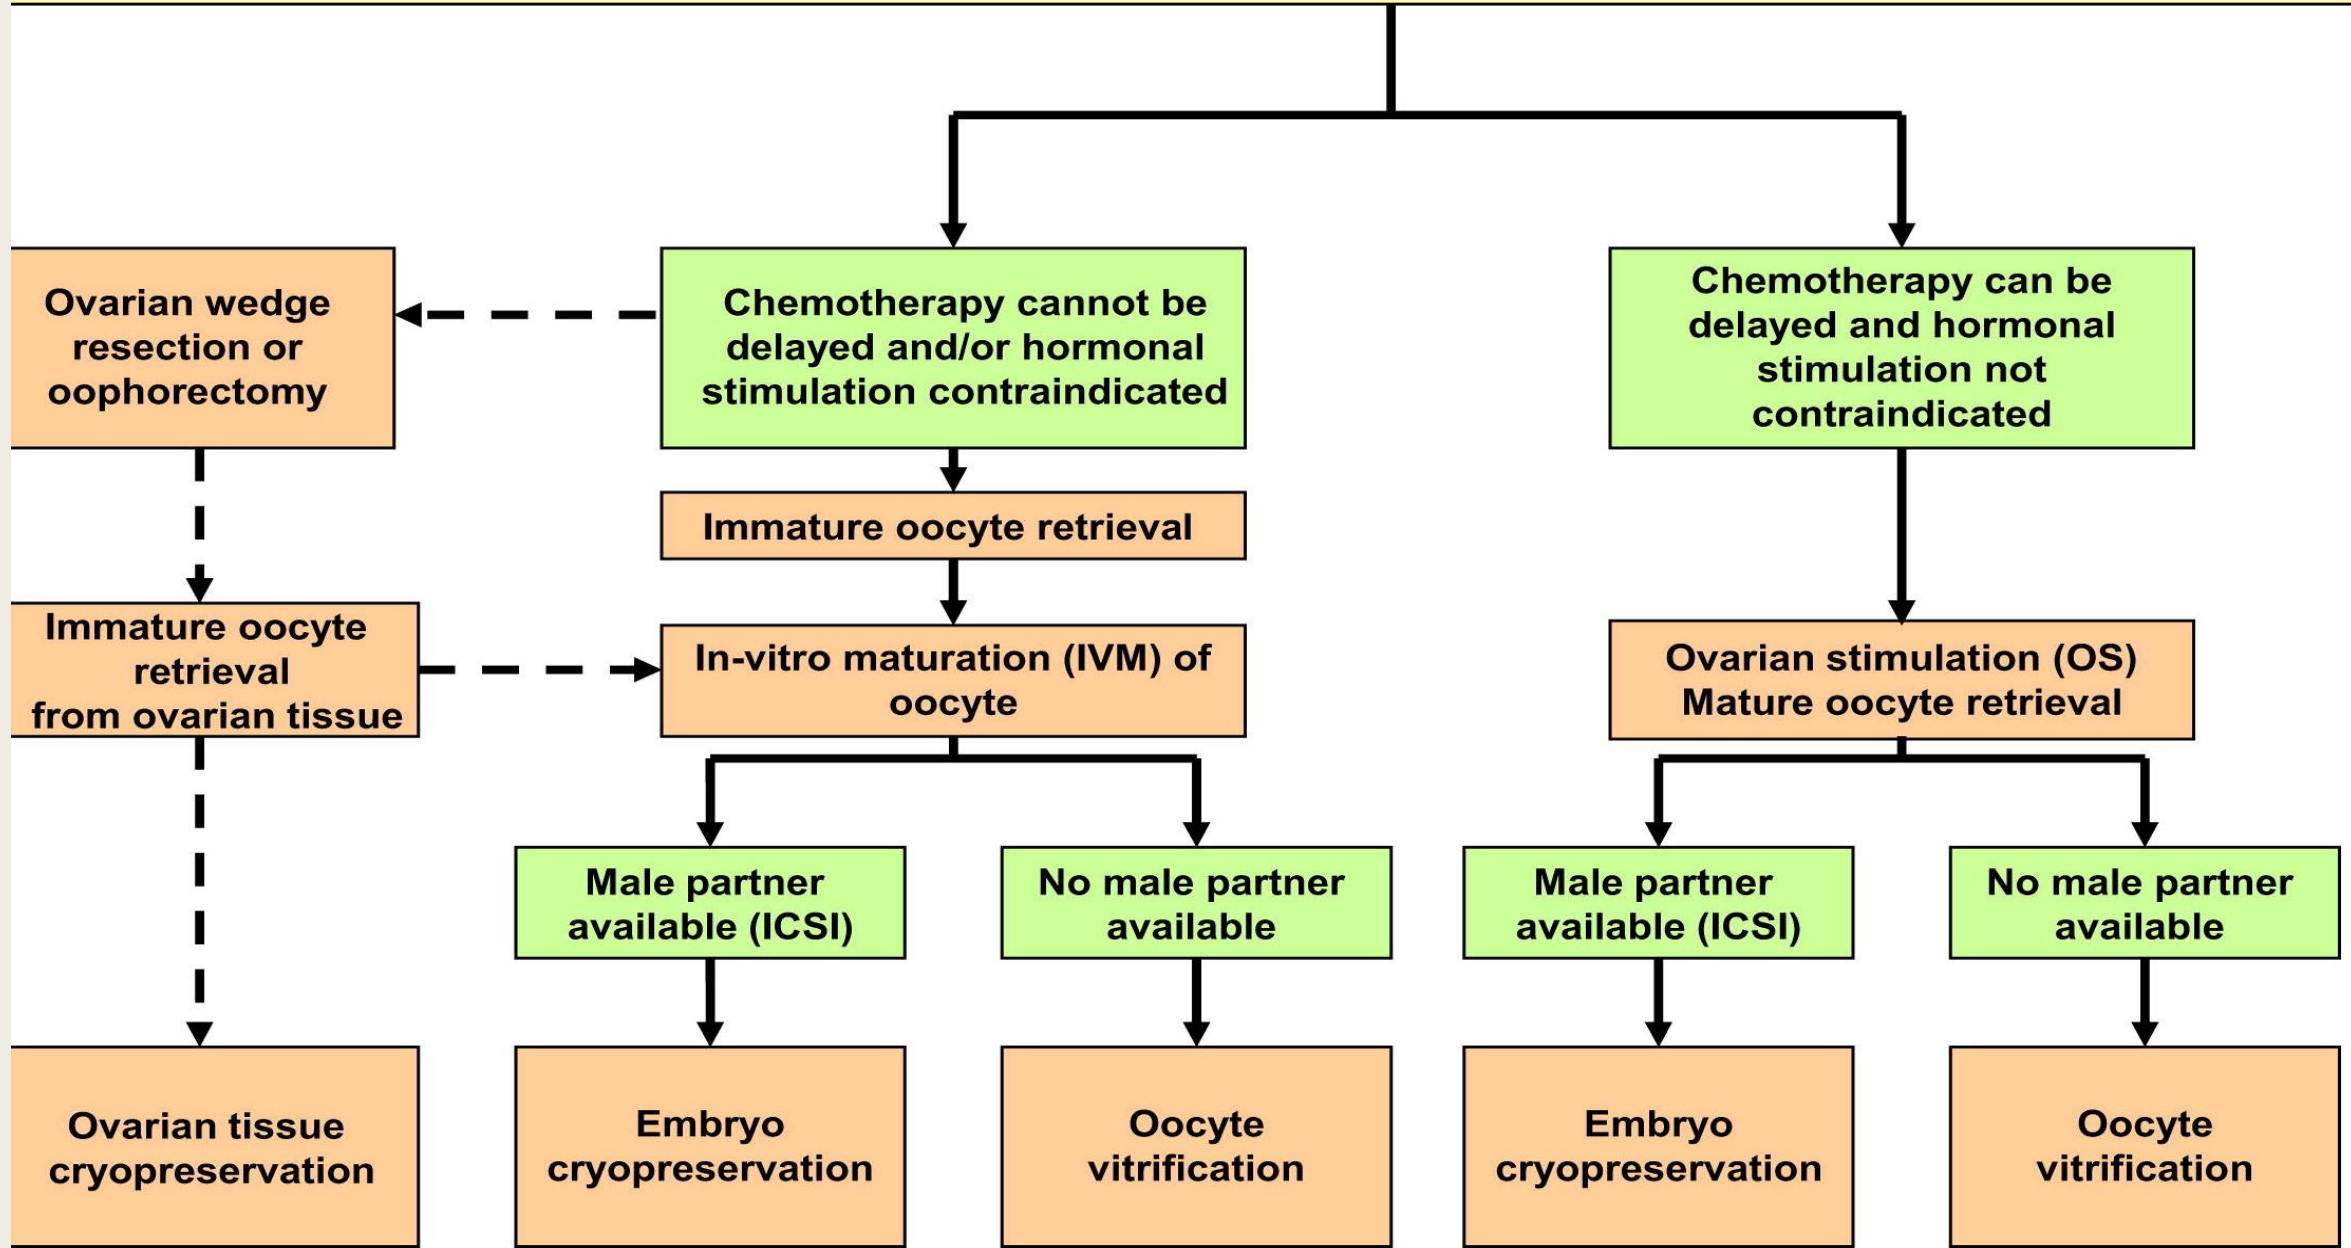 Ovarian wedge
resection or
oophorectomy
Chemotherapy cannot be
delayed and/or hormonal
stimulation contraindicated
Chemotherapy can be
delayed and hormonal
stimulation not
contraindicated
Immature oocyte retrieval
Immature oocyte
retrieval
from ovarian tissue
In-vitro maturation (IVM) of
oocyte
Ovarian stimulation (OS)
Mature oocyte retrieval
Male partner
available (ICSI)
No male partner
available
Male partner
available (ICSI)
No male partner
available
Ovarian tissue
cryopreservation
Embryo
cryopreservation
Oocyte
vitrification
Embryo
cryopreservation
Oocyte
vitrification